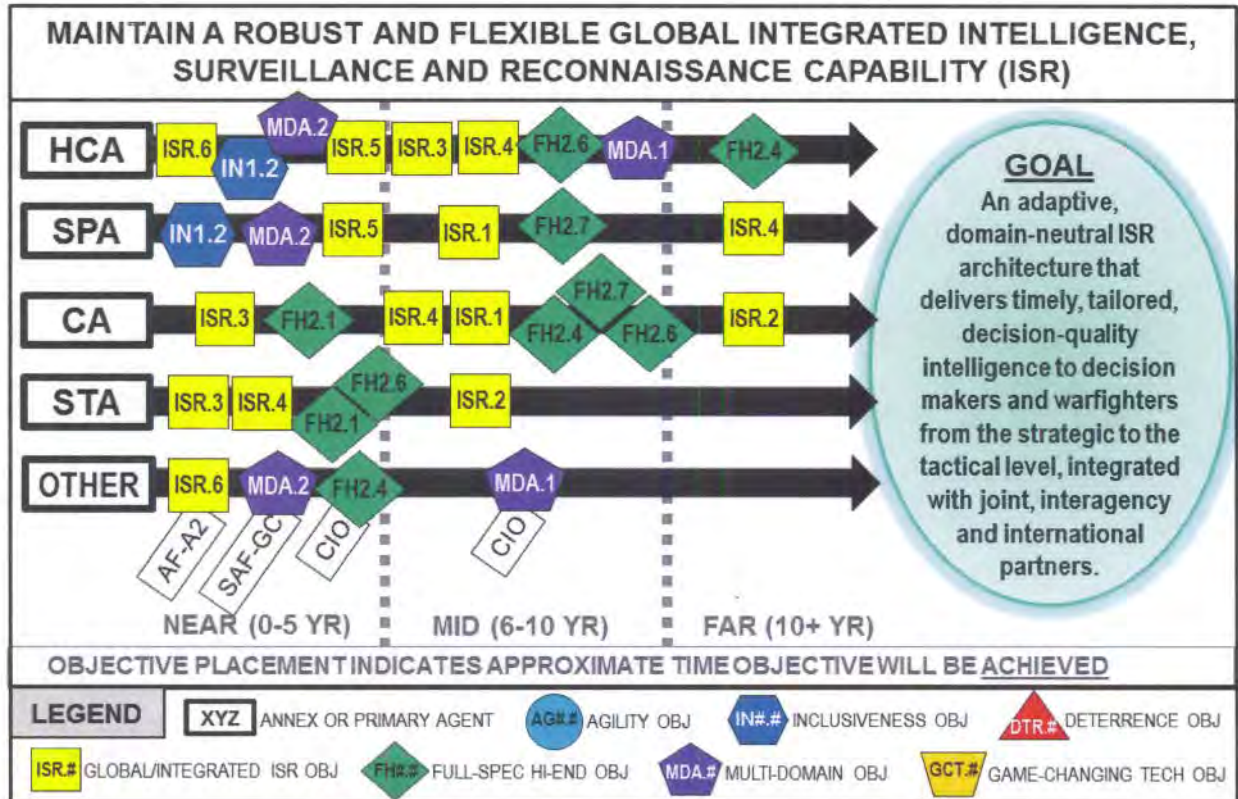 MAINTAIN A ROBUST AND FLEXIBLE GLOBAL INTEGRATED INTELLIGENCE,
SURVEILLANCE AND RECONNAISSANCE CAPABILITY (ISR)
HCA
ISR.6
IN1.2
MDA.2
ISR.5
ISR.3
ISR.4
FH2.6
MDA.1
FH2.4
SPA
IN1.2
MDA.2
ISR.5
ISR.1
FH2.7
ISR.4
CA
ISR.3
FH2.1
ISR.4
ISR.1
FH2.4
FH2.7
FH2.6
ISR.2
STA
ISR.3
ISR.4
FH2.1
FH2.6
ISR.2
OTHER
ISR.6
MDA.2
FH2.4
MDA.1
AF-A2
SAF-GC
CIO
CIO
NEAR (0-5 YR)
MID (6-10 YR)
FAR (10+ YR)
GOAL
An adaptive,
domain-neutral ISR
architecture that
delivers timely, tailored,
decision-quality
intelligence to decision
makers and warfighters
from the strategic to the
tactical level, integrated
with joint, interagency
and international
partners.
OBJECTIVE PLACEMENT INDICATES APPROXIMATE TIME OBJECTIVE WILL BE ACHIEVED
LEGEND
XYZ ANNEX OR PRIMARY AGENT
AG#.# AGILITY OBJ
IN#.# INCLUSIVENESS OBJ
DTR.# DETERRENCE OBJ
ISR.# GLOBAL/INTEGRATED ISR OBJ
FH#.# FULL-SPEC HI-END OBJ
MDA.# MULTI-DOMAIN OBJ
GCT.# GAME-CHANGING TECH OBJ